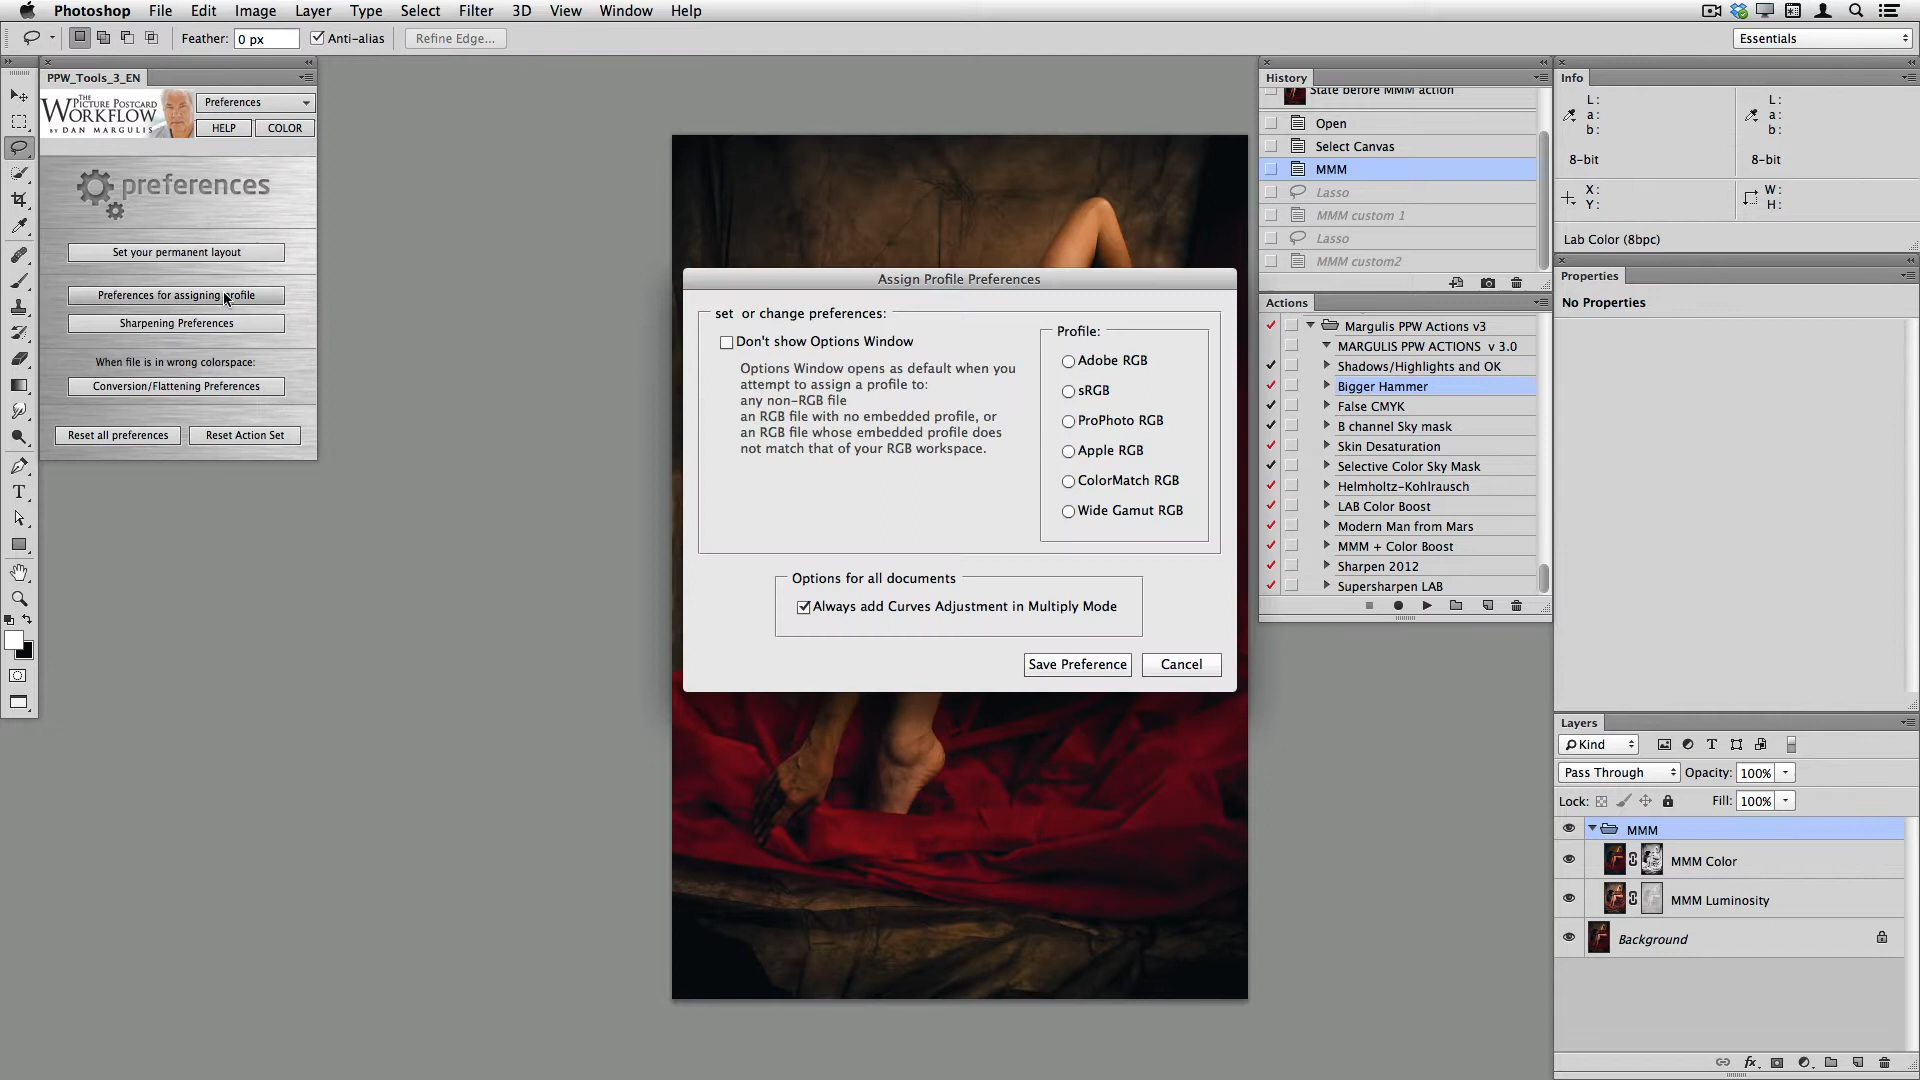 Photoshop File Edit Image Layer Type Select Filter 3D View Window Help
Feather: 0 px Anti-alias Refine Edge... Essentials
PPW_Tools_3_EN
THE PICTURE POSTCARD WORKFLOW BY DAN MARGULIS
Preferences
HELP COLOR
preferences
Set your permanent layout
Preferences for assigning profile
Sharpening Preferences
When file is in wrong colorspace:
Conversion/Flattening Preferences
Reset all preferences Reset Action Set
Assign Profile Preferences
set or change preferences:
Don't show Options Window
Options Window opens as default when you
attempt to assign a profile to:
any non-RGB file
an RGB file with no embedded profile, or
an RGB file whose embedded profile does
not match that of your RGB workspace.
Profile:
Adobe RGB
sRGB
ProPhoto RGB
Apple RGB
ColorMatch RGB
Wide Gamut RGB
Options for all documents
Always add Curves Adjustment in Multiply Mode
Save Preference Cancel
History
State before MMM action
Open
Select Canvas
MMM
Lasso
MMM custom 1
Lasso
MMM custom2
Actions
Margulis PPW Actions v3
MARGULIS PPW ACTIONS v 3.0
Shadows/Highlights and OK
Bigger Hammer
False CMYK
B channel Sky mask
Skin Desaturation
Selective Color Sky Mask
Helmholtz-Kohlrausch
LAB Color Boost
Modern Man from Mars
MMM + Color Boost
Sharpen 2012
Supersharpen LAB
Info
L: L:
a: a:
b: b:
8-bit 8-bit
X: W:
Y: H:
Lab Color (8bpc)
Properties
No Properties
Layers
Kind
Pass Through Opacity: 100%
Lock: Fill: 100%
MMM
MMM Color
MMM Luminosity
Background